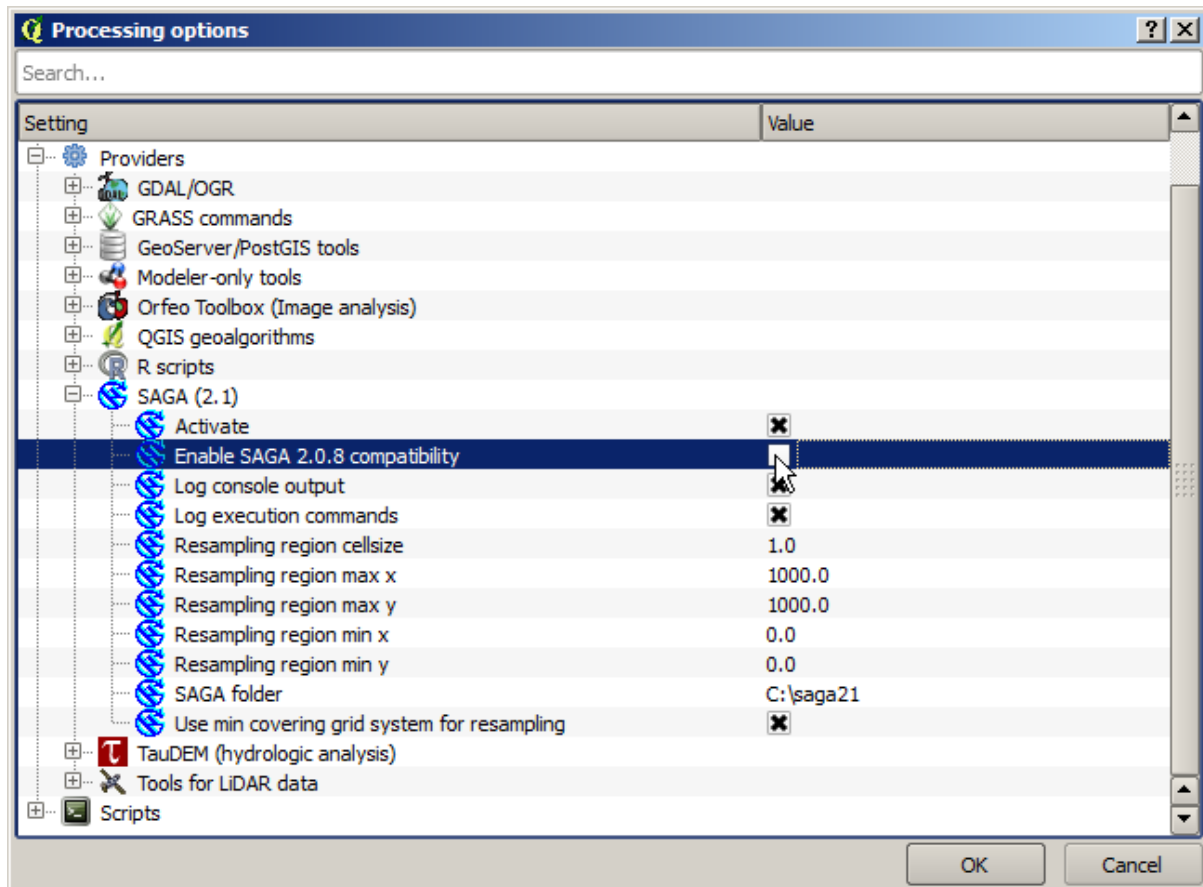 Processing options
Search...
Setting Value
Providers
GDAL/OGR
GRASS commands
GeoServer/PostGIS tools
Modeler-only tools
Orfeo Toolbox (Image analysis)
QGIS geoalgorithms
R scripts
SAGA (2.1)
Activate
Enable SAGA 2.0.8 compatibility
Log console output
Log execution commands
Resampling region cellsize 1.0
Resampling region max x 1000.0
Resampling region max y 1000.0
Resampling region min x 0.0
Resampling region min y 0.0
SAGA folder C:\saga21
Use min covering grid system for resampling
TauDEM (hydrologic analysis)
Tools for LiDAR data
Scripts
OK Cancel